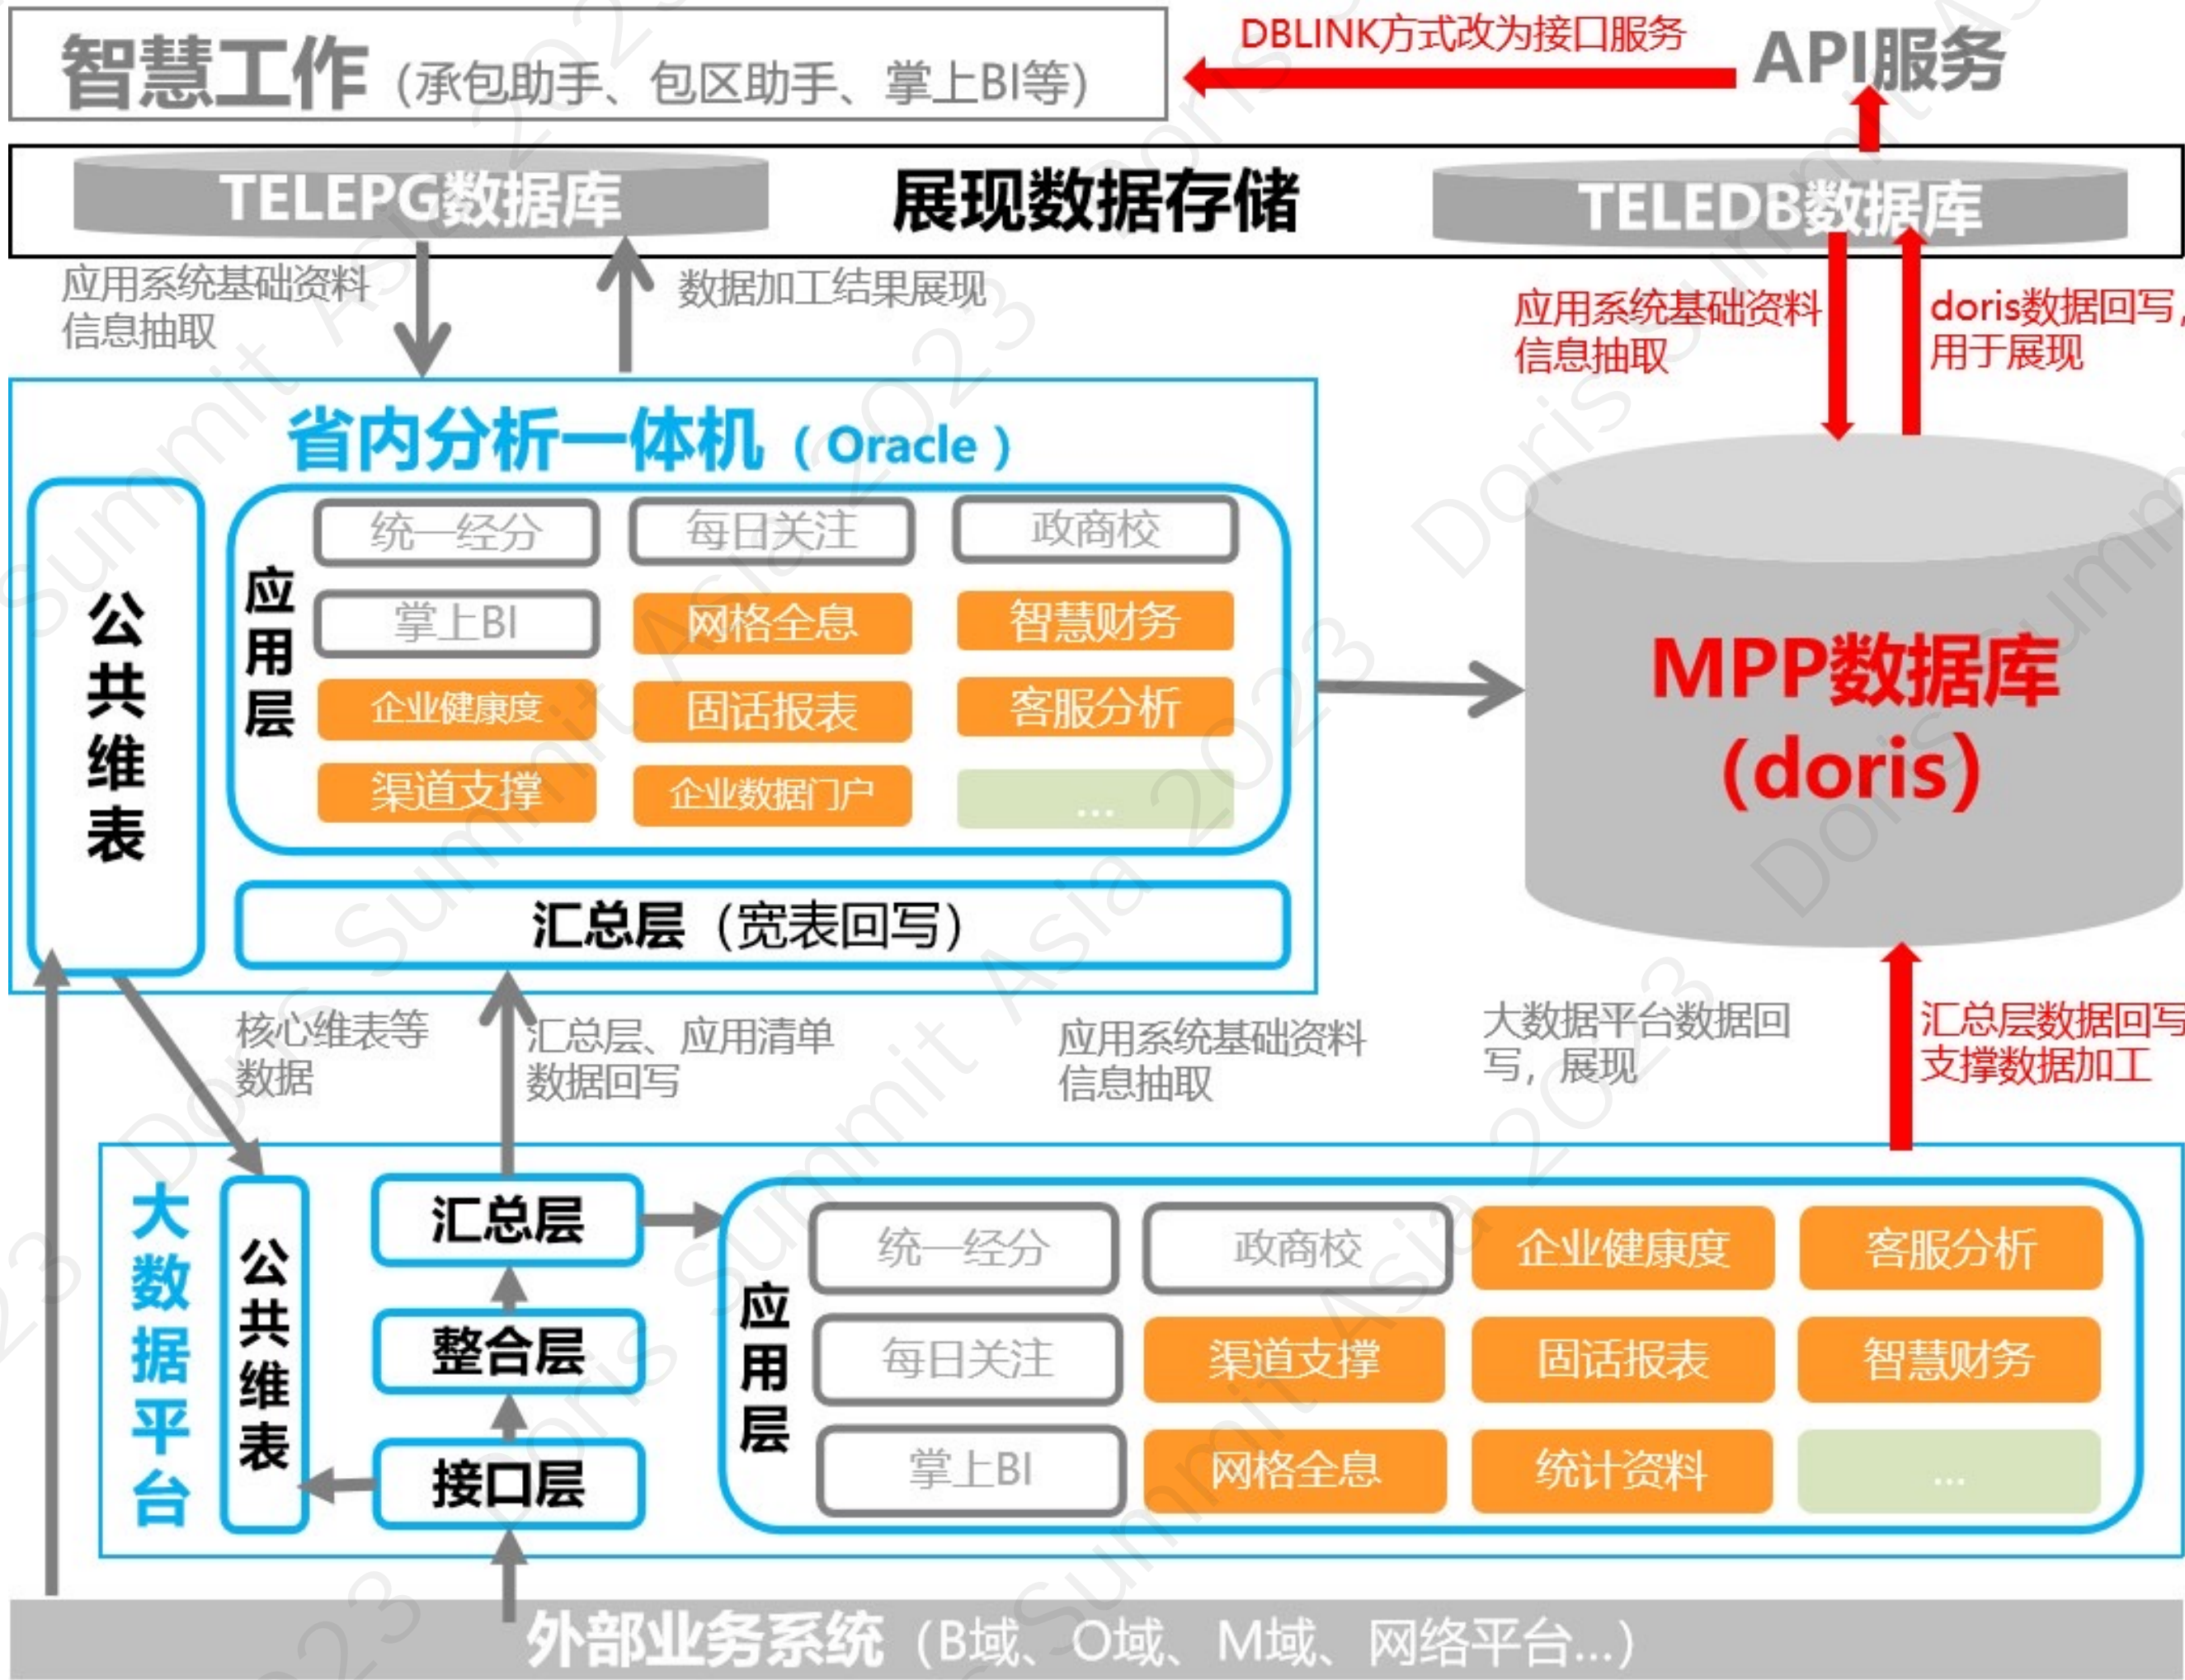 智慧工作（承包助手、包区助手、掌上BI等）
DBLINK方式改为接口服务
API服务
TELEPG数据库
展现数据存储
TELEDB数据库
应用系统基础资料
信息抽取
数据加工结果展现
应用系统基础资料
信息抽取
doris数据回写，
用于展现
省内分析一体机（Oracle）
公共维表
应用层
统一经分
每日关注
政商校
掌上BI
网格全息
智慧财务
企业健康度
固话报表
客服分析
渠道支撑
企业数据门户
...
汇总层（宽表回写）
MPP数据库
（doris）
核心维表等
数据
汇总层、应用清单
数据回写
应用系统基础资料
信息抽取
大数据平台数据回
写，展现
汇总层数据回写
支撑数据加工
大数据平台
公共维表
汇总层
整合层
接口层
应用层
统一经分
政商校
企业健康度
客服分析
每日关注
渠道支撑
固话报表
智慧财务
掌上BI
网格全息
统计资料
...
外部业务系统（B域、O域、M域、网络平台...）
Doris Summit Asia 2023